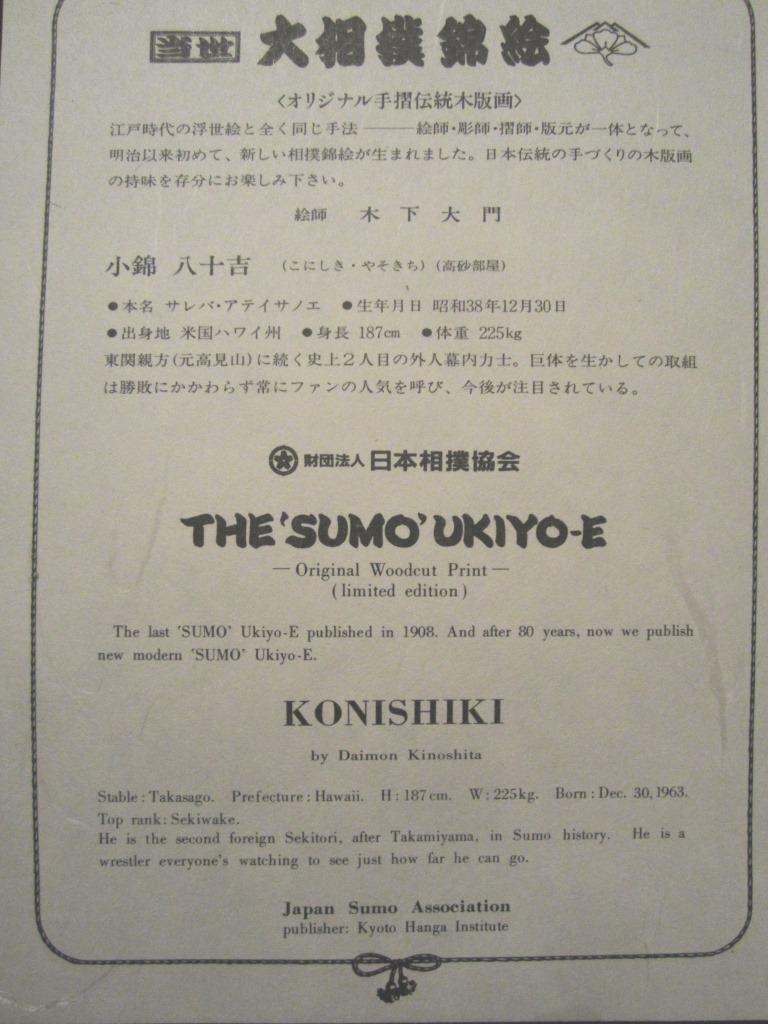 当世 大相撲錦絵
〈オリジナル手摺伝統木版画〉
江戸時代の浮世絵と全く同じ手法 ——— 絵師・彫師・摺師・版元が一体となって、
明治以来初めて、新しい相撲錦絵が生まれました。日本伝統の手づくりの木版画
の持味を存分にお楽しみ下さい。
絵師 木下大門
小錦 八十吉 (こにしき・やそきち) (高砂部屋)
●本名 サレバ・アテイサノエ ●生年月日 昭和38年12月30日
●出身地 米国ハワイ州 ●身長 187cm ●体重 225kg
東関親方(元高見山)に続く史上2人目の外人幕内力士。巨体を生かしての取組
は勝敗にかかわらず常にファンの人気を呼び、今後が注目されている。
財団法人 日本相撲協会
THE 'SUMO' UKIYO-E
— Original Woodcut Print —
(limited edition)
The last 'SUMO' Ukiyo-E published in 1908. And after 80 years, now we publish
new modern 'SUMO' Ukiyo-E.
KONISHIKI
by Daimon Kinoshita
Stable : Takasago. Prefecture : Hawaii. H : 187cm. W : 225kg. Born : Dec. 30, 1963.
Top rank : Sekiwake.
He is the second foreign Sekitori, after Takamiyama, in Sumo history. He is a
wrestler everyone's watching to see just how far he can go.
Japan Sumo Association
publisher: Kyoto Hanga Institute